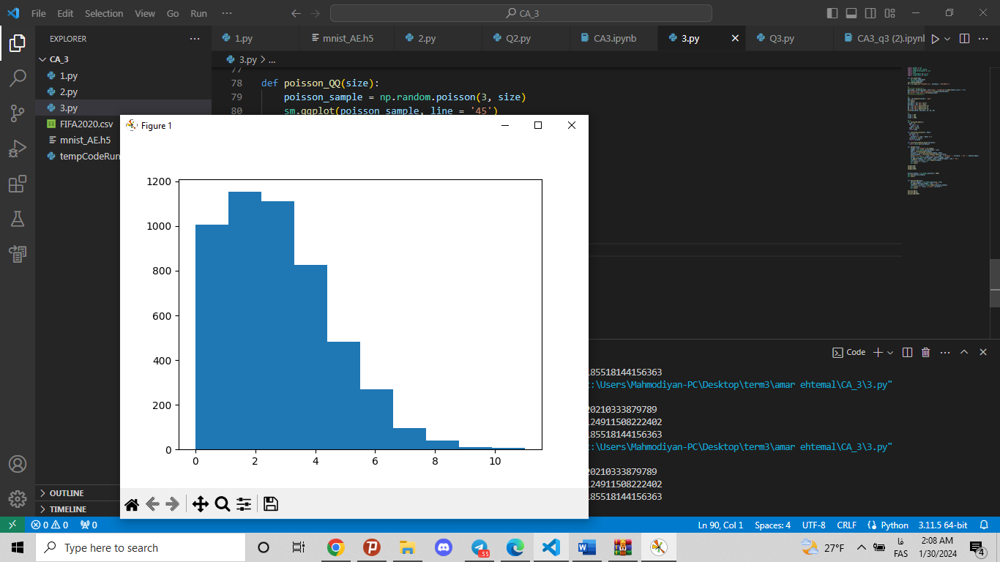 File Edit Selection View Go Run ··· CA_3
EXPLORER ···
1.py mnist_AE.h5 2.py Q2.py CA3.ipynb 3.py Q3.py CA3_q3 (2).ipynb
3.py > ...
CA_3
1.py
2.py
3.py
FIFA2020.csv
mnist_AE.h5
tempCodeRun
OUTLINE
TIMELINE
77
78 def poisson_QQ(size):
79 poisson_sample = np.random.poisson(3, size)
80 sm.qqplot(poisson_sample, line = '45')
Figure 1
1200
1000
800
600
400
200
0
0 2 4 6 8 10
Code
185518144156363
:\Users\Mahmodiyan-PC\Desktop\term3\amar ehtemal\CA_3\3.py"
20210333879789
124911508222402
185518144156363
:\Users\Mahmodiyan-PC\Desktop\term3\amar ehtemal\CA_3\3.py"
20210333879789
124911508222402
185518144156363
0 0 0 Ln 90, Col 1 Spaces: 4 UTF-8 CRLF Python 3.11.5 64-bit
Type here to search
.55
27°F
فا
FAS
2:08 AM
1/30/2024
4